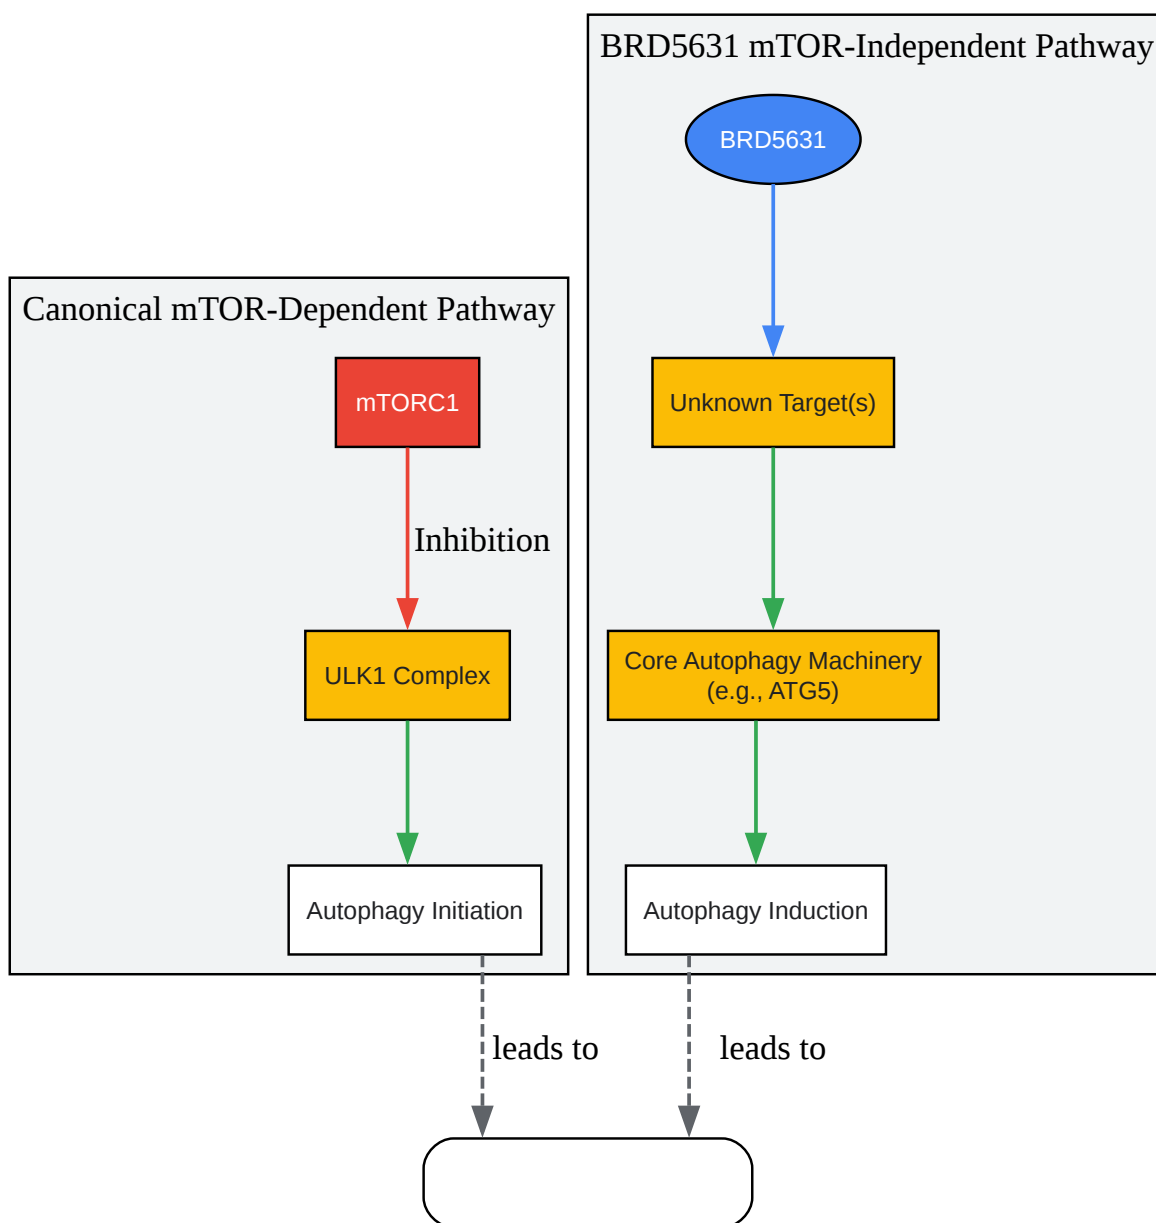 BRD5631 mTOR-Independent Pathway
BRD5631
Canonical mTOR-Dependent Pathway
mTORC1
Unknown Target(s)
Inhibition
ULK1 Complex
Core Autophagy Machinery
(e.g., ATG5)
Autophagy Initiation
Autophagy Induction
leads to
leads to